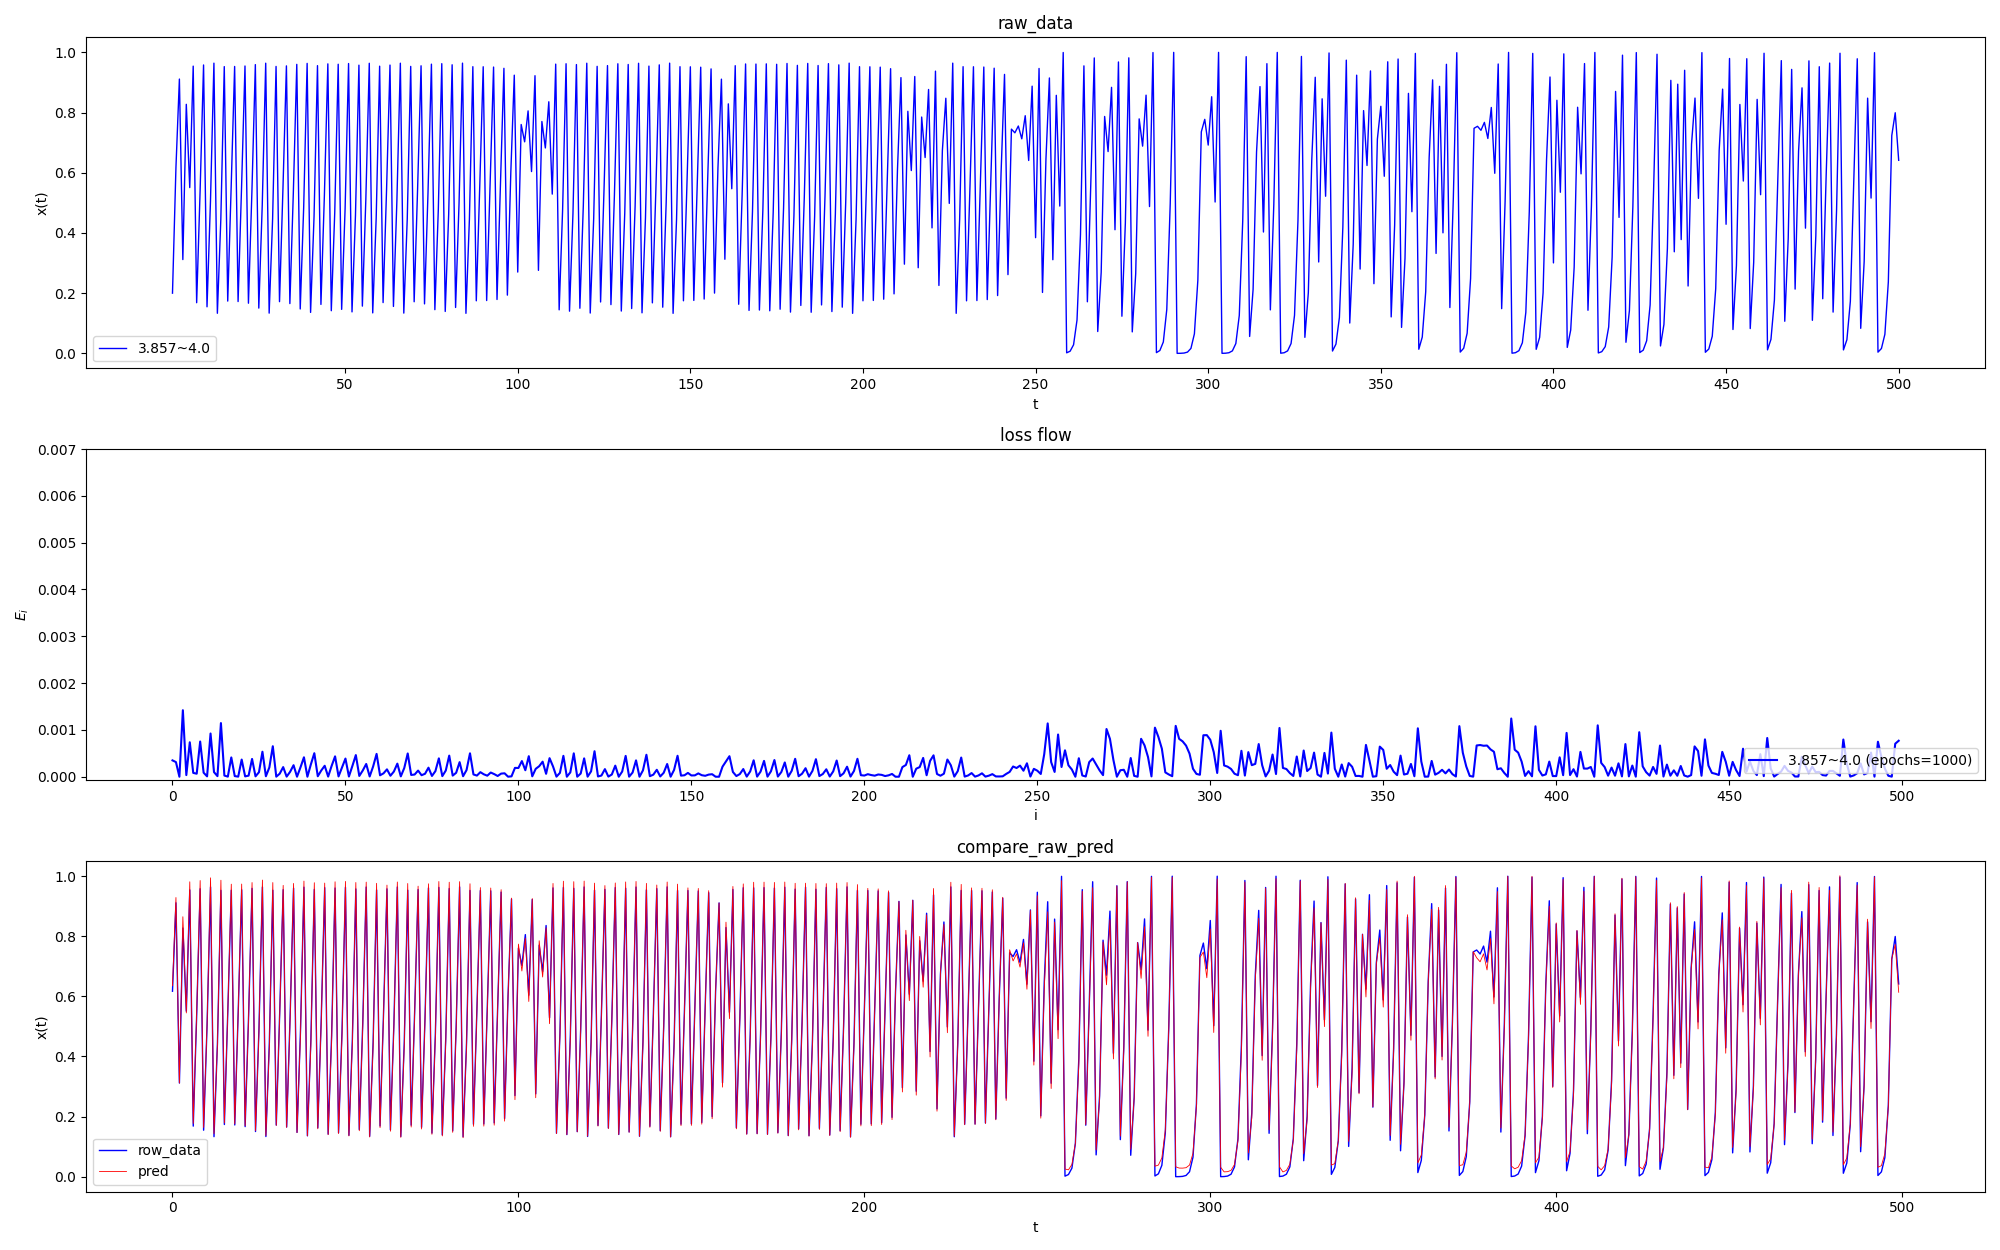 raw_data
1.0
0.8
0.6
0.4
0.2
0.0
x(t)
3.857~4.0
50 100 150 200 250 300 350 400 450 500
t
loss flow
0.007
0.006
0.005
0.004
0.003
0.002
0.001
0.000
E_i
3.857~4.0 (epochs=1000)
0 50 100 150 200 250 300 350 400 450 500
i
compare_raw_pred
1.0
0.8
0.6
0.4
0.2
0.0
x(t)
row_data
pred
0 100 200 300 400 500
t